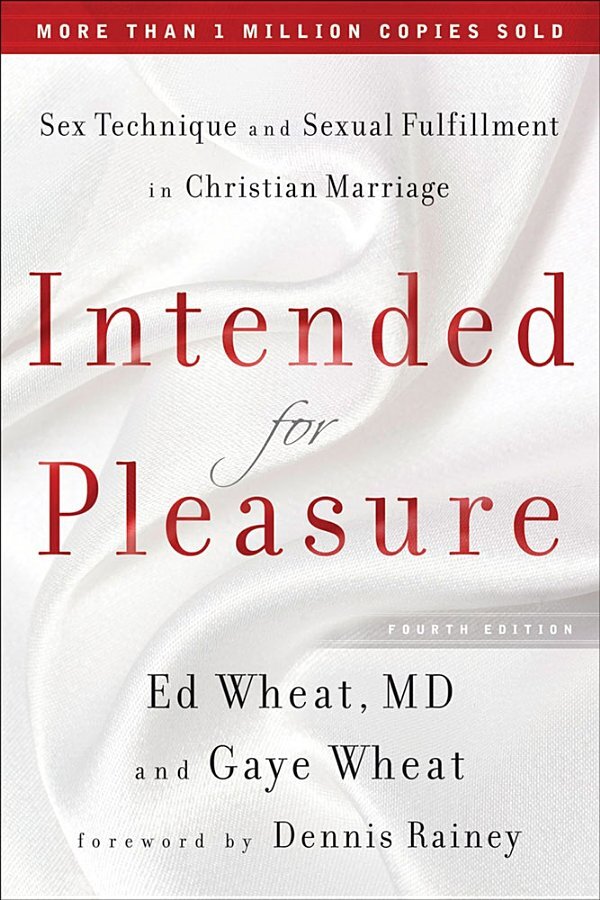 MORE THAN 1 MILLION COPIES SOLD
Sex Technique and Sexual Fulfillment
in Christian Marriage
Intended
for
Pleasure
FOURTH EDITION
Ed Wheat, MD
and Gaye Wheat
foreword by Dennis Rainey